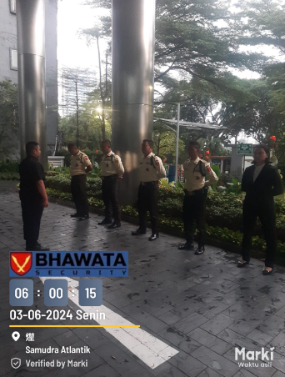 BHAWATA
SECURITY
06 : 00 : 15
03-06-2024 Senin
Samudra Atlantik
Verified by Marki
Marki
Waktu asli